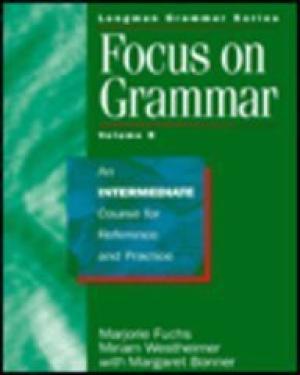 Longman Grammar Series
Focus on
Grammar
Volume B
An
INTERMEDIATE
Course for
Reference
and Practice
Marjorie Fuchs
Miriam Westheimer
with Margaret Bonner